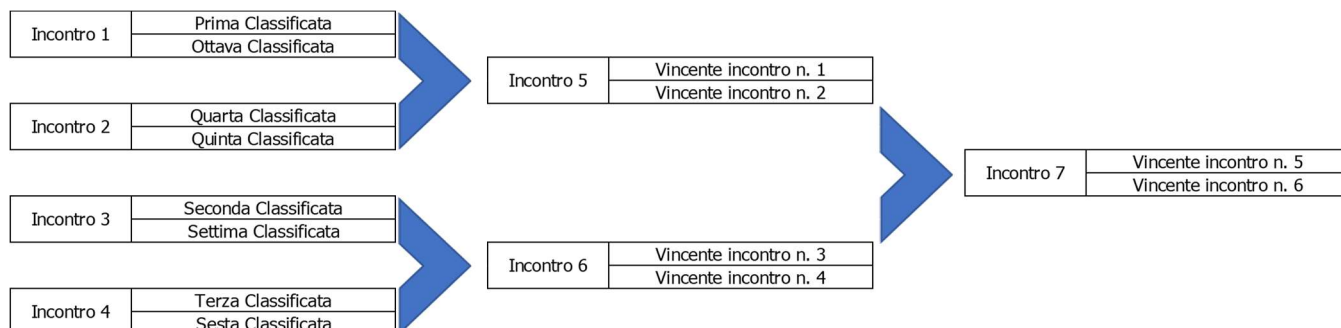 Incontro 1
Prima Classificata
Ottava Classificata
Incontro 2
Quarta Classificata
Quinta Classificata
Incontro 3
Seconda Classificata
Settima Classificata
Incontro 4
Terza Classificata
Sesta Classificata
Incontro 5
Vincente incontro n. 1
Vincente incontro n. 2
Incontro 6
Vincente incontro n. 3
Vincente incontro n. 4
Incontro 7
Vincente incontro n. 5
Vincente incontro n. 6